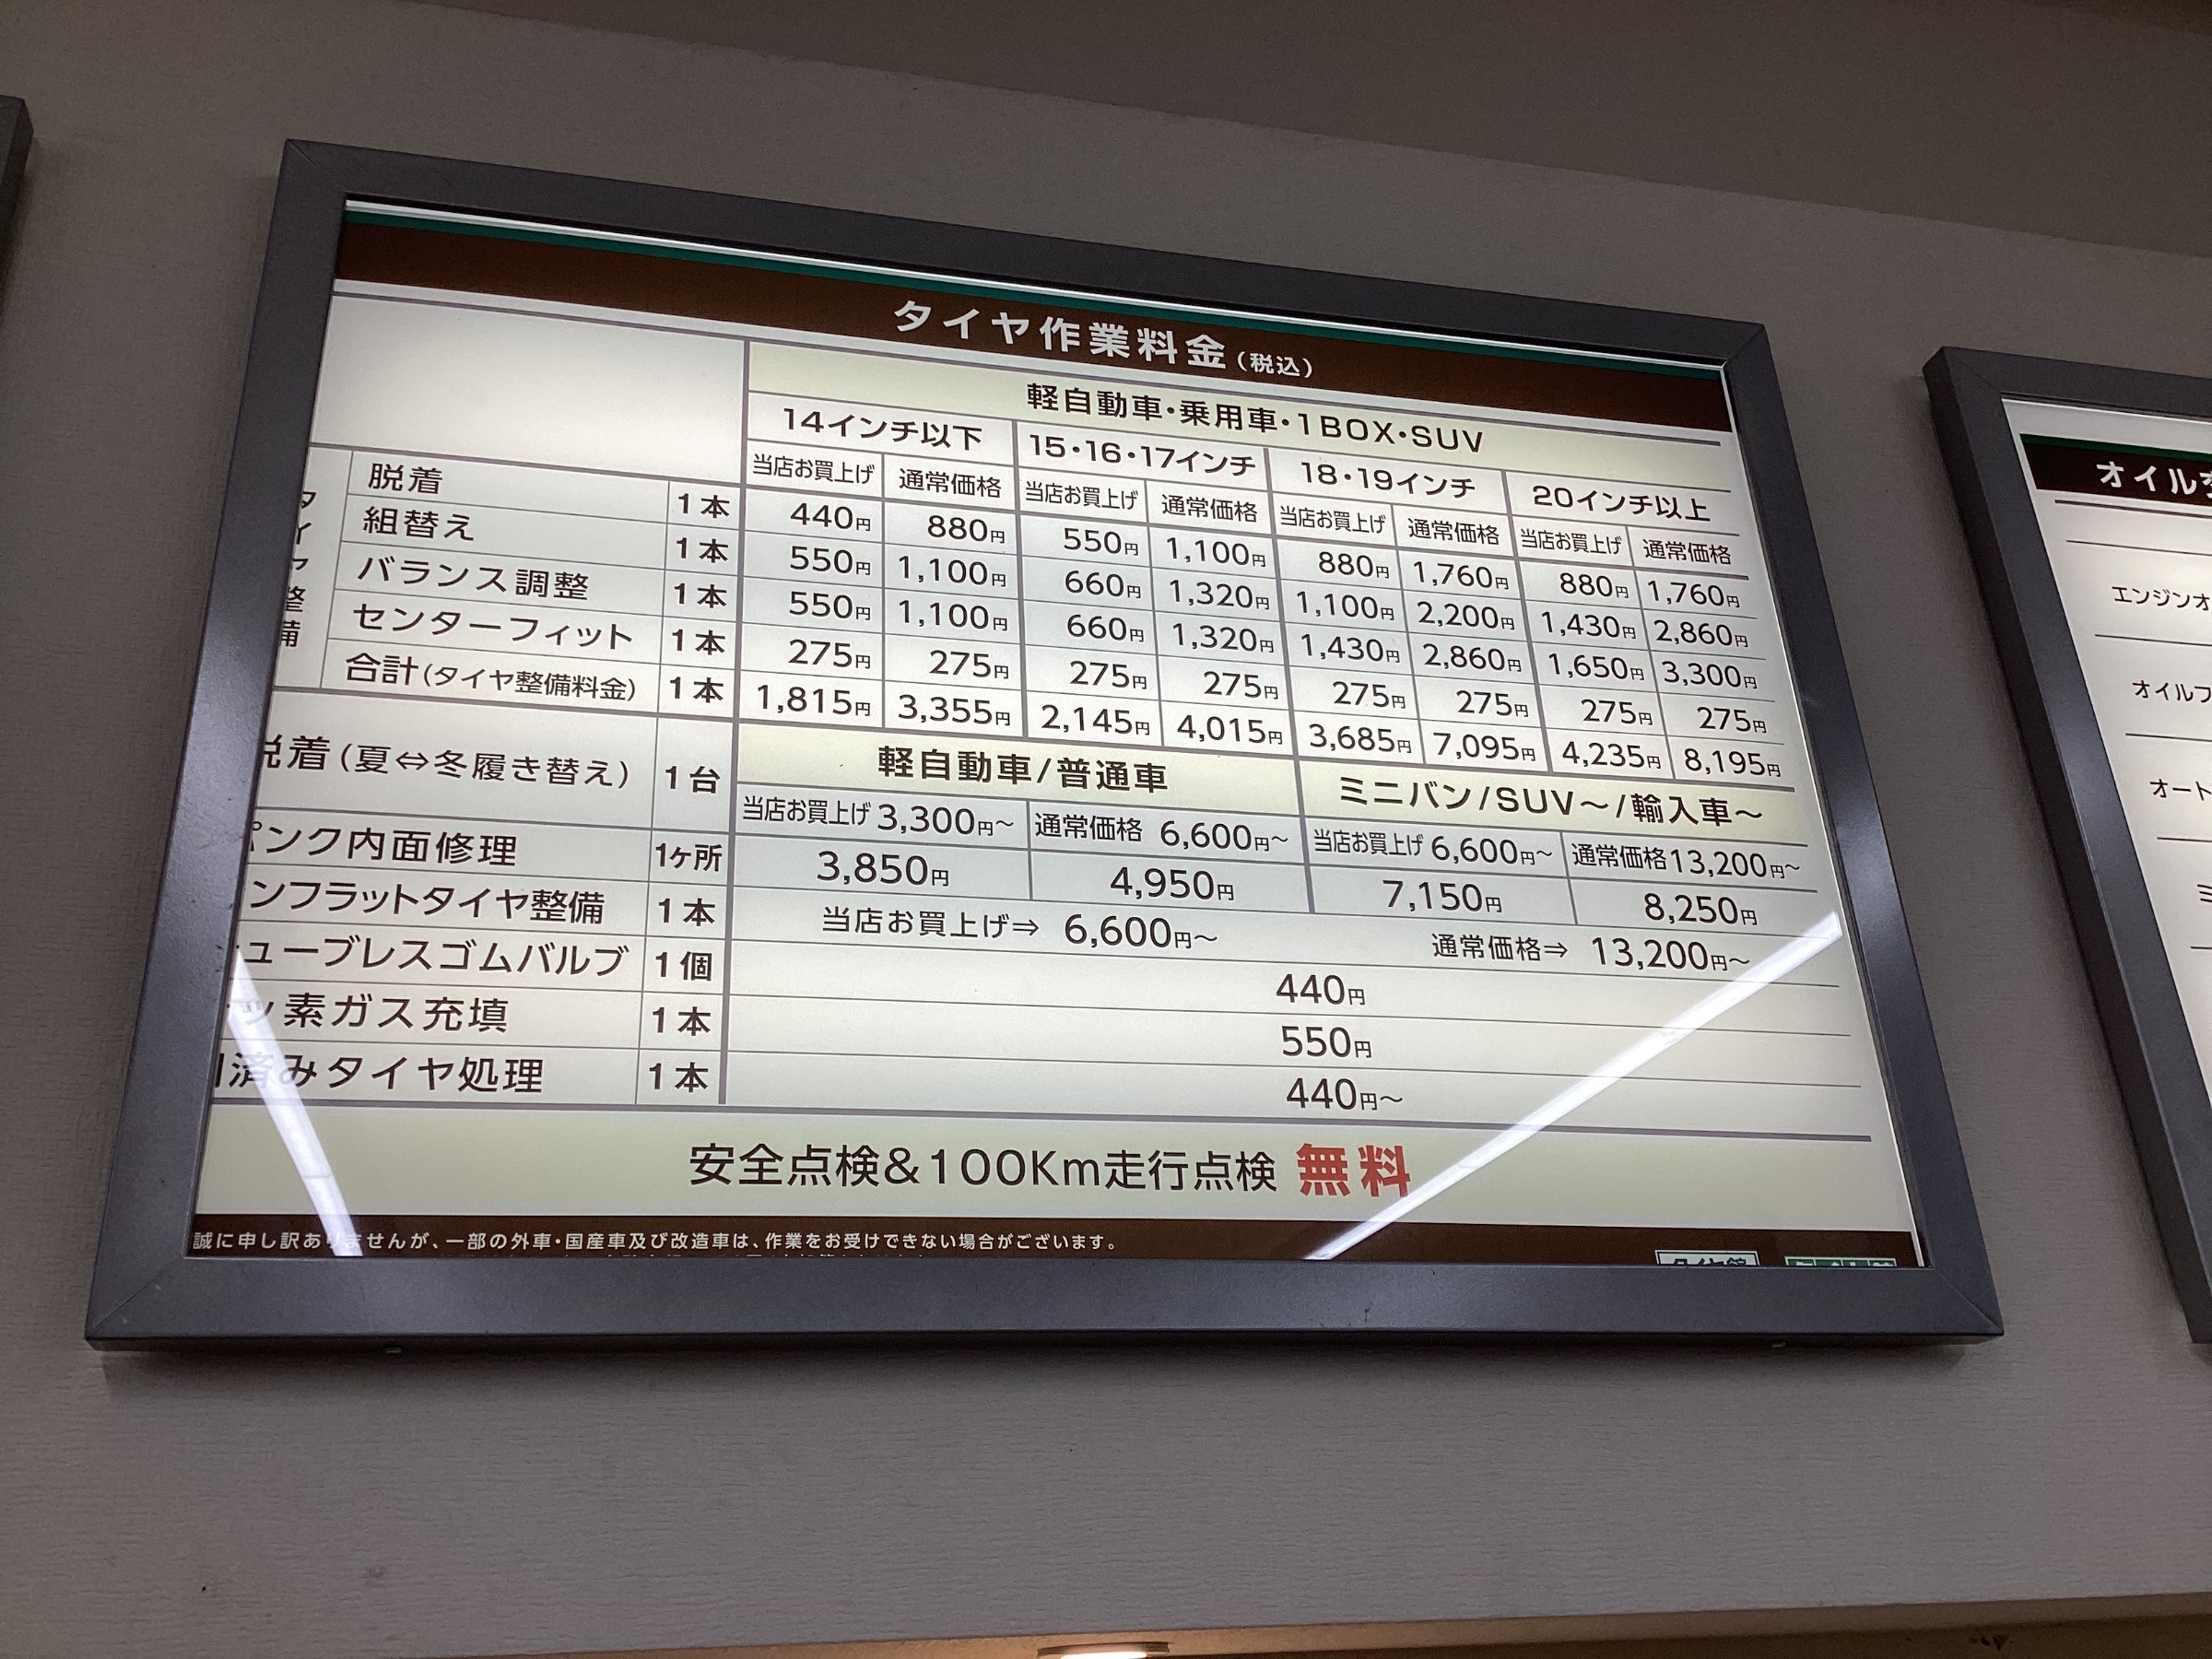 タイヤ作業料金(税込)
軽自動車・乗用車・1BOX・SUV
14インチ以下 15・16・17インチ 18・19インチ 20インチ以上
当店お買上げ 通常価格 当店お買上げ 通常価格 当店お買上げ 通常価格 当店お買上げ 通常価格
タイヤ整備
脱着 1本 440円 880円 550円 1,100円 880円 1,760円 880円 1,760円
組替え 1本 550円 1,100円 660円 1,320円 1,100円 2,200円 1,430円 2,860円
バランス調整 1本 550円 1,100円 660円 1,320円 1,430円 2,860円 1,650円 3,300円
センターフィット 1本 275円 275円 275円 275円 275円 275円 275円 275円
合計(タイヤ整備料金) 1本 1,815円 3,355円 2,145円 4,015円 3,685円 7,095円 4,235円 8,195円
脱着(夏⇔冬履き替え) 1台 軽自動車/普通車 ミニバン/SUV～/輸入車～
当店お買上げ 3,300円～ 通常価格 6,600円～ 当店お買上げ 6,600円～ 通常価格 13,200円～
パンク内面修理 1ヶ所 3,850円 4,950円 7,150円 8,250円
ンフラットタイヤ整備 1本 当店お買上げ⇒ 6,600円～ 通常価格⇒ 13,200円～
ューブレスゴムバルブ 1個 440円
ッ素ガス充填 1本 550円
済みタイヤ処理 1本 440円～
安全点検&100Km走行点検 無料
誠に申し訳ありませんが、一部の外車・国産車及び改造車は、作業をお受けできない場合がございます。
オイル
エンジンオ
オイルフ
オート